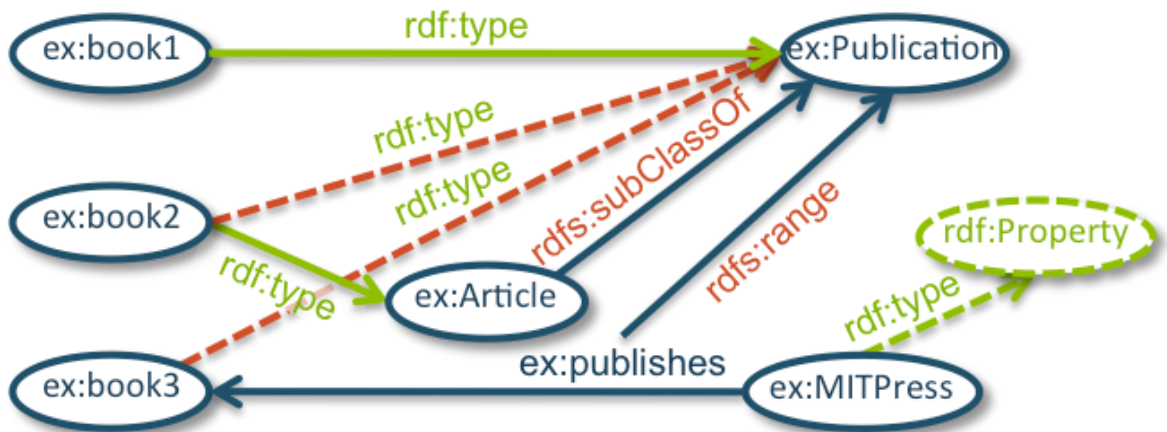 rdf:type
ex:book1
ex:Publication
rdf:type
rdf:type
rdfs:subClassOf
ex:book2
rdfs:range
rdf:Property
rdf:type
ex:Article
rdf:type
ex:publishes
ex:book3
ex:MITPress